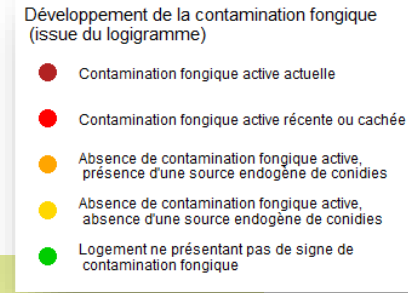 Développement de la contamination fongique
(issue du logigramme)
Contamination fongique active actuelle
Contamination fongique active récente ou cachée
Absence de contamination fongique active,
présence d'une source endogène de conidies
Absence de contamination fongique active,
absence d'une source endogène de conidies
Logement ne présentant pas de signe de
contamination fongique